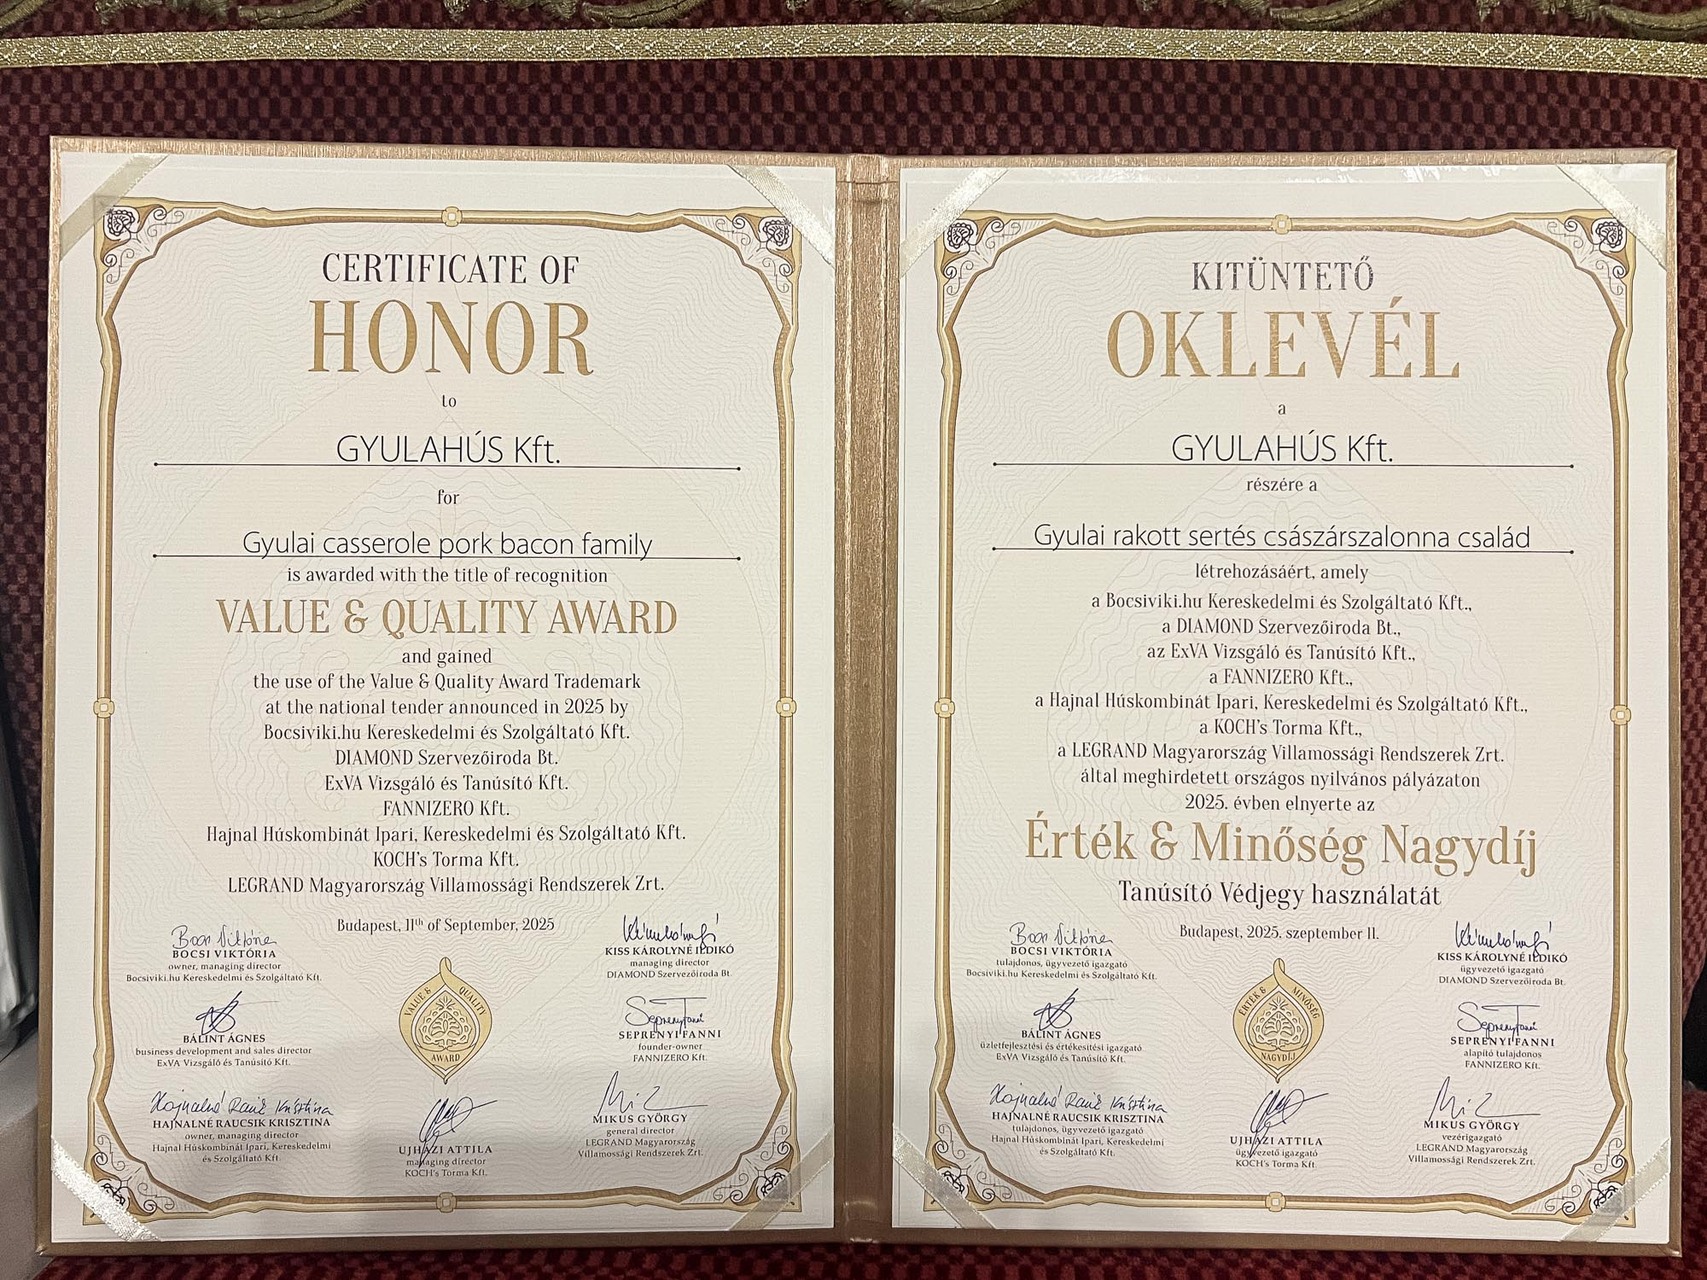 CERTIFICATE OF
HONOR
to
GYULAHÚS Kft.
for
Gyulai casserole pork bacon family
is awarded with the title of recognition
VALUE & QUALITY AWARD
and gained
the use of the Value & Quality Award Trademark
at the national tender announced in 2025 by
Bocsiviki.hu Kereskedelmi és Szolgáltató Kft.
DIAMOND Szervezőiroda Bt.
ExVA Vizsgáló és Tanúsító Kft.
FANNIZERO Kft.
Hajnal Húskombinát Ipari, Kereskedelmi és Szolgáltató Kft.
KOCH's Torma Kft.
LEGRAND Magyarország Villamossági Rendszerek Zrt.
Budapest, 11th of September, 2025
BOCSI VIKTÓRIA
owner, managing director
Bocsiviki.hu Kereskedelmi és Szolgáltató Kft.
KISS KÁROLYNÉ ILDIKÓ
managing director
DIAMOND Szervezőiroda Bt.
BÁLINT ÁGNES
business development and sales director
ExVA Vizsgáló és Tanúsító Kft.
VALUE & QUALITY
AWARD
SEPRENYI FANNI
founder-owner
FANNIZERO Kft.
HAJNALNÉ RAUCSIK KRISZTINA
owner, managing director
Hajnal Húskombinát Ipari, Kereskedelmi
és Szolgáltató Kft.
UJHÁZI ATTILA
managing director
KOCH's Torma Kft.
MIKUS GYÖRGY
general director
LEGRAND Magyarország
Villamossági Rendszerek Zrt.
KITÜNTETŐ
OKLEVÉL
a
GYULAHÚS Kft.
részére a
Gyulai rakott sertés császárszalonna család
létrehozásáért, amely
a Bocsiviki.hu Kereskedelmi és Szolgáltató Kft.,
a DIAMOND Szervezőiroda Bt.,
az ExVA Vizsgáló és Tanúsító Kft.,
a FANNIZERO Kft.,
a Hajnal Húskombinát Ipari, Kereskedelmi és Szolgáltató Kft.,
a KOCH's Torma Kft.,
a LEGRAND Magyarország Villamossági Rendszerek Zrt.
által meghirdetett országos nyilvános pályázaton
2025. évben elnyerte az
Érték & Minőség Nagydíj
Tanúsító Védjegy használatát
Budapest, 2025. szeptember 11.
BOCSI VIKTÓRIA
tulajdonos, ügyvezető igazgató
Bocsiviki.hu Kereskedelmi és Szolgáltató Kft.
KISS KÁROLYNÉ ILDIKÓ
ügyvezető igazgató
DIAMOND Szervezőiroda Bt.
BÁLINT ÁGNES
üzletfejlesztési és értékesítési igazgató
ExVA Vizsgáló és Tanúsító Kft.
ÉRTÉK & MINŐSÉG
NAGYDÍJ
SEPRENYI FANNI
alapító tulajdonos
FANNIZERO Kft.
HAJNALNÉ RAUCSIK KRISZTINA
tulajdonos, ügyvezető igazgató
Hajnal Húskombinát Ipari, Kereskedelmi
és Szolgáltató Kft.
UJHÁZI ATTILA
ügyvezető igazgató
KOCH's Torma Kft.
MIKUS GYÖRGY
vezérigazgató
LEGRAND Magyarország
Villamossági Rendszerek Zrt.